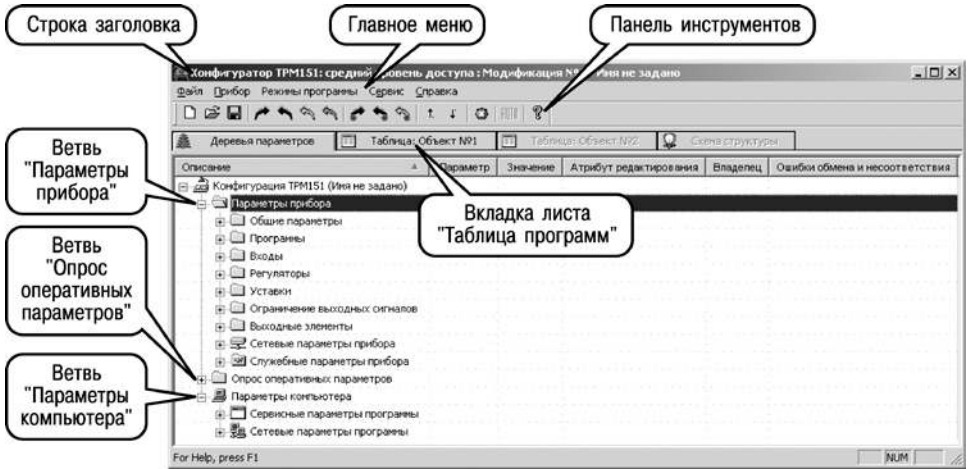 Строка заголовка
Главное меню
Панель инструментов
Конфигуратор ТРМ151: средний уровень доступа : Модификация Имя не задано
Файл Прибор Режимы программы Сервис Справка
Деревья параметров Таблица: Объект №1 Таблица: Объект №2 Схема структуры
Описание Параметр Значение Атрибут редактирования Владелец Ошибки обмена и несоответствия
Ветвь
"Параметры
прибора"
Конфигурация ТРМ151 (Имя не задано)
Параметры прибора
Общие параметры
Программы
Входы
Регуляторы
Уставки
Ограничение выходных сигналов
Выходные элементы
Сетевые параметры прибора
Служебные параметры прибора
Опрос оперативных параметров
Параметры компьютера
Сервисные параметры программы
Сетевые параметры программы
Вкладка листа
"Таблица программ"
Ветвь
"Опрос
оперативных
параметров"
Ветвь
"Параметры
компьютера"
For Help, press F1
NUM